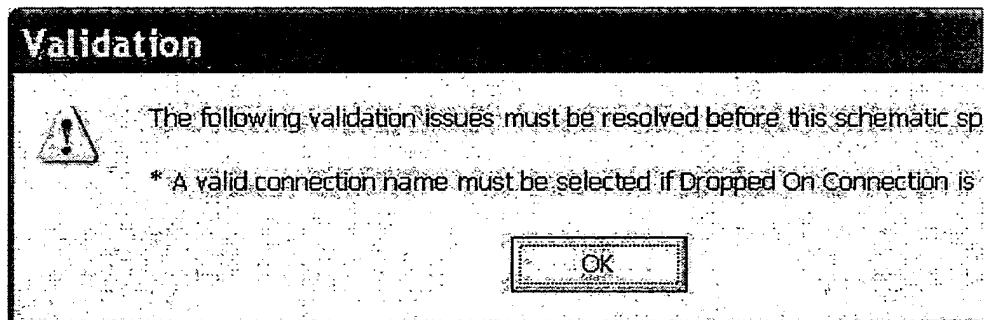 Validation
The following validation issues must be resolved before this schematic sp
* A valid connection name must be selected if Dropped On Connection is
OK